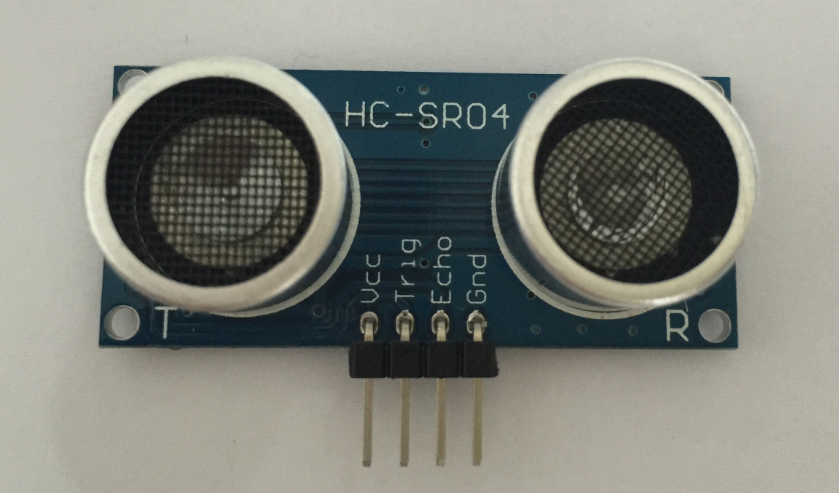 HC-SR04
Vcc
Trig
Echo
Gnd
T
R